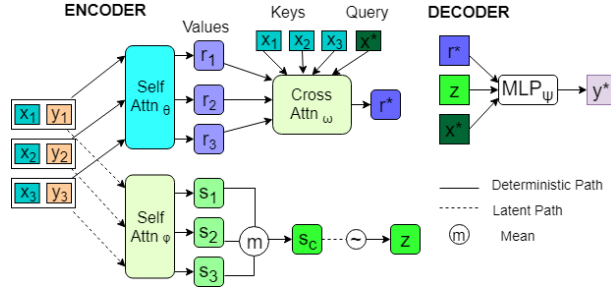 ENCODER
Values
Keys
Query
DECODER
x1 x2 x3 x*
r1
r2
r3
Self
Attn θ
Cross
Attn ω
r*
x1 y1
x2 y2
x3 y3
Self
Attn φ
s1
s2
s3
m
sc
~
z
r*
z
x*
MLPψ
y*
Deterministic Path
Latent Path
m Mean